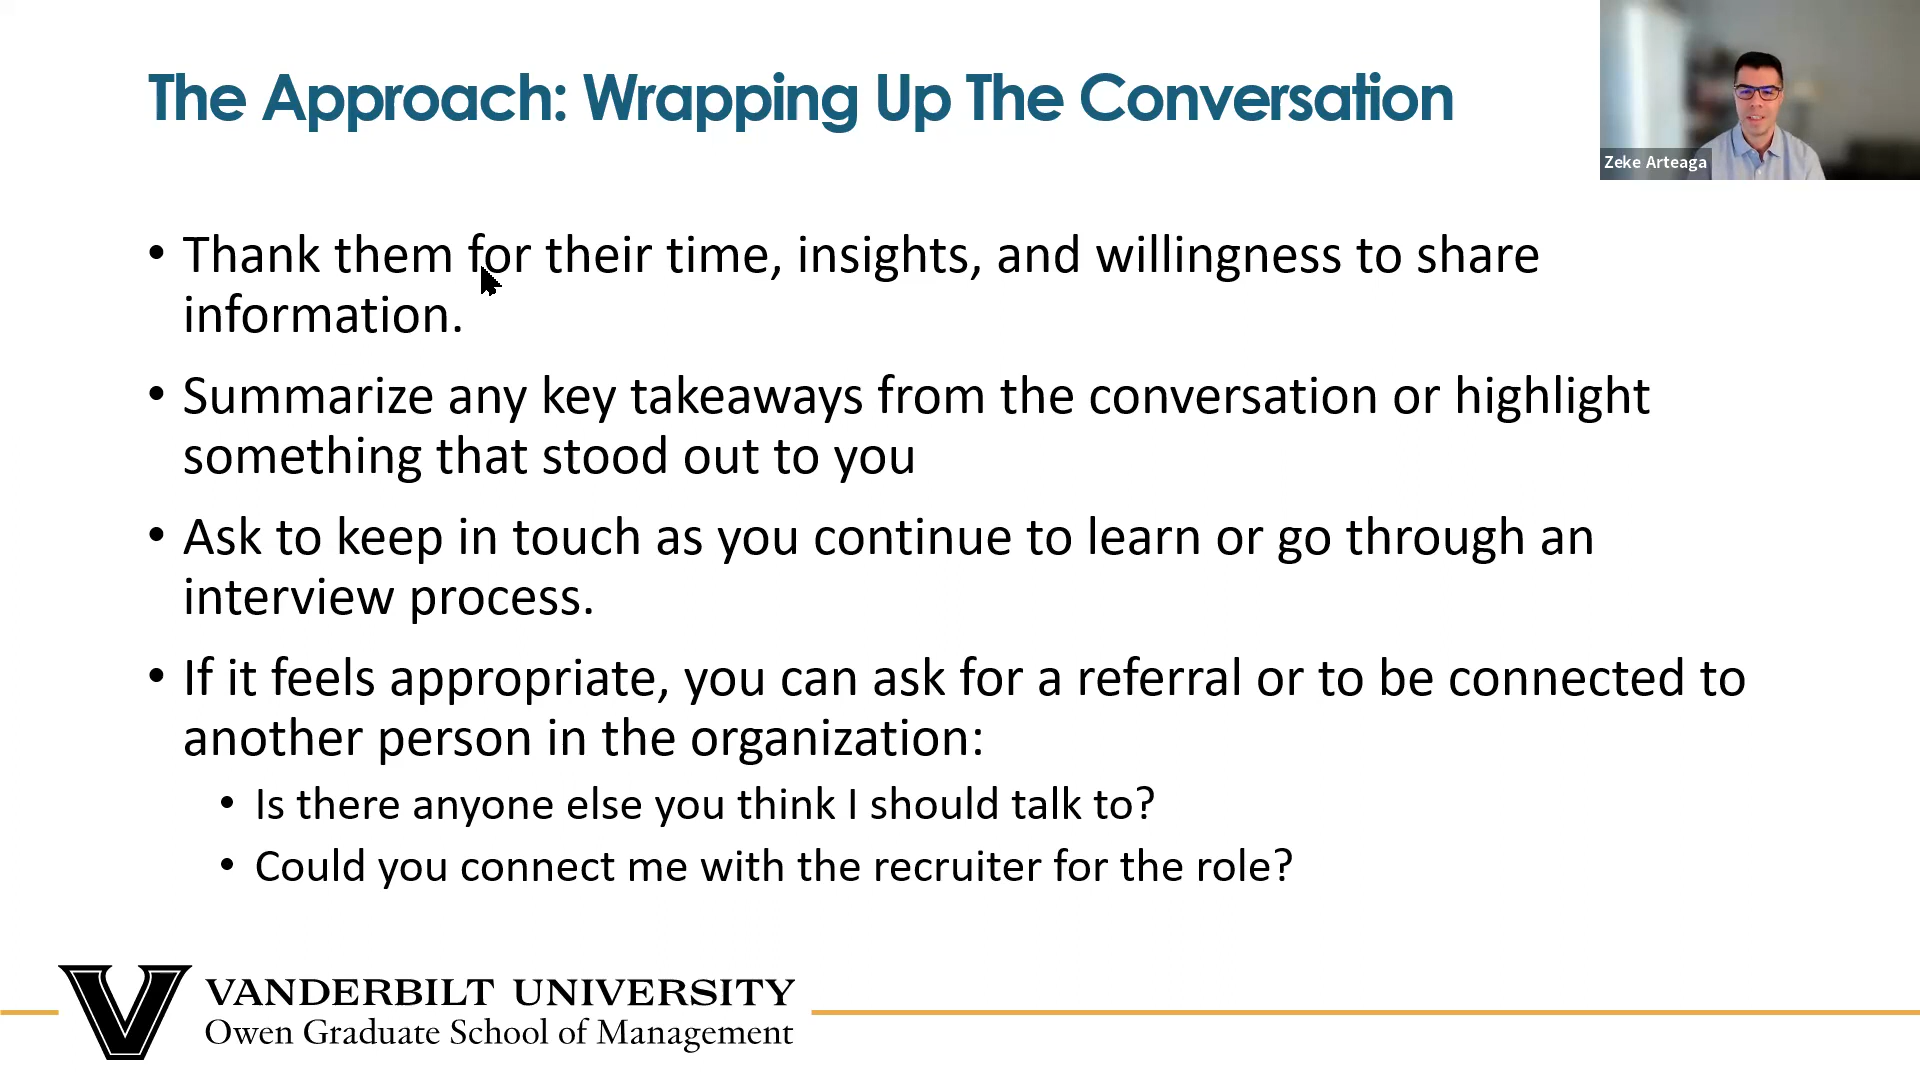 The Approach: Wrapping Up The Conversation
Zeke Arteaga
• Thank them for their time, insights, and willingness to share
information.
• Summarize any key takeaways from the conversation or highlight
something that stood out to you
• Ask to keep in touch as you continue to learn or go through an
interview process.
• If it feels appropriate, you can ask for a referral or to be connected to
another person in the organization:
• Is there anyone else you think I should talk to?
• Could you connect me with the recruiter for the role?
V
VANDERBILT UNIVERSITY
Owen Graduate School of Management